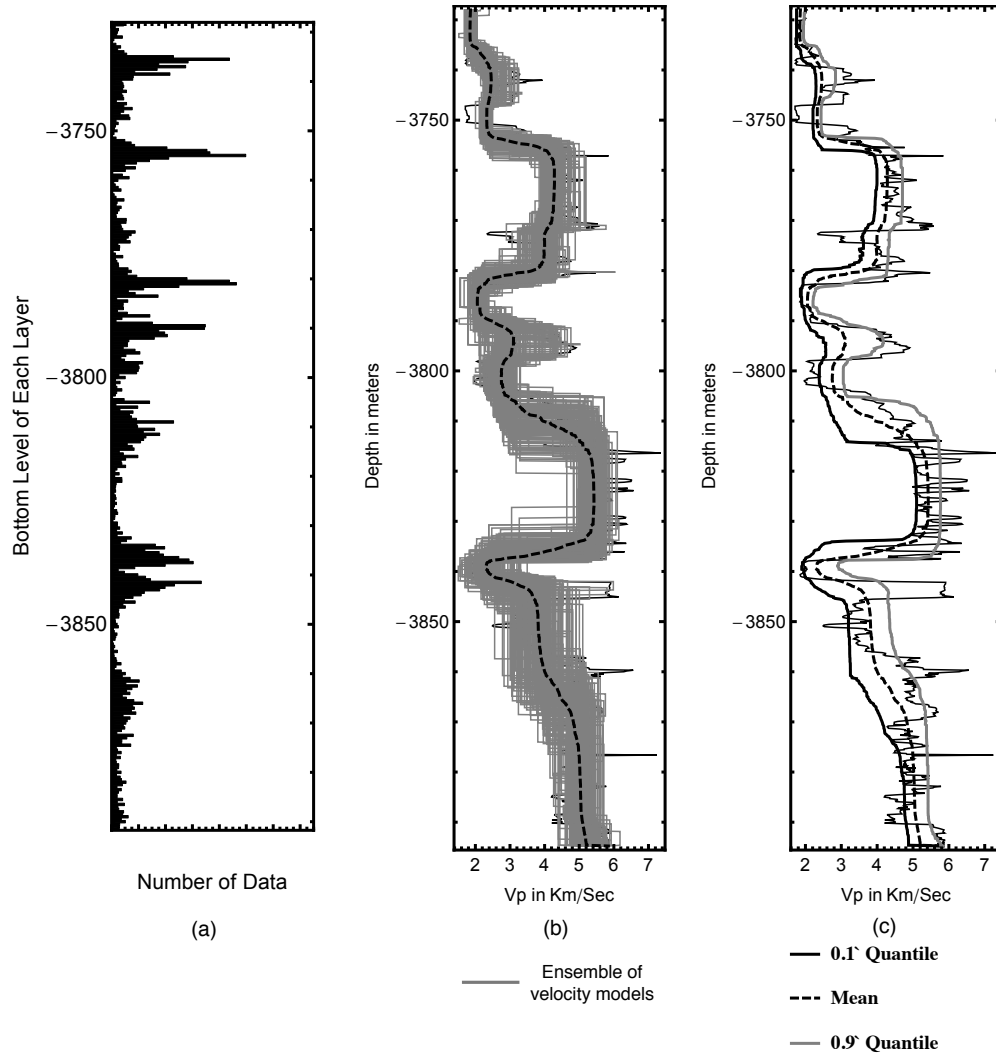 Bottom Level of Each Layer
−3750
−3800
−3850
Number of Data
(a)
Depth in meters
−3750
−3800
−3850
2 3 4 5 6 7
Vp in Km/Sec
(b)
Ensemble of
velocity models
Depth in meters
−3750
−3800
−3850
2 3 4 5 6 7
Vp in Km/Sec
(c)
0.1` Quantile
Mean
0.9` Quantile